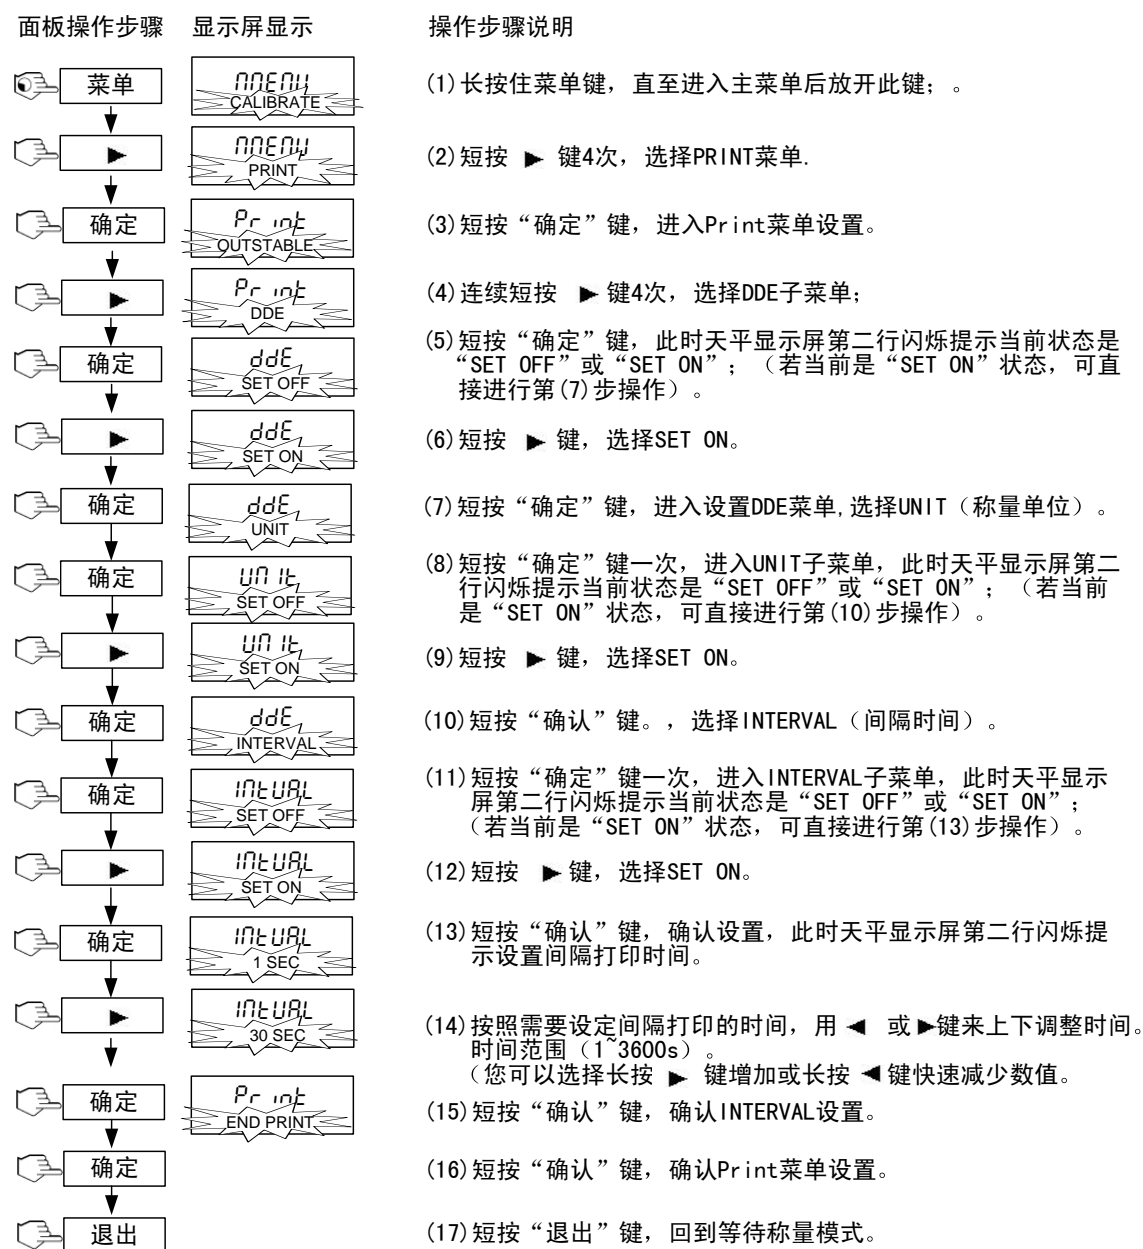 面板操作步骤 显示屏显示 操作步骤说明
菜单
MMENU
CALIBRATE
(1)长按住菜单键，直至进入主菜单后放开此键；。
MMENU
PRINT
(2)短按 ▶ 键4次，选择PRINT菜单.
确定
Print
OUTSTABLE
(3)短按“确定”键，进入Print菜单设置。
Print
DDE
(4)连续短按 ▶ 键4次，选择DDE子菜单；
确定
ddE
SET OFF
(5)短按“确定”键，此时天平显示屏第二行闪烁提示当前状态是
“SET OFF”或“SET ON”；（若当前是“SET ON”状态，可直
接进行第(7)步操作）。
ddE
SET ON
(6)短按 ▶ 键，选择SET ON。
确定
ddE
UNIT
(7)短按“确定”键，进入设置DDE菜单,选择UNIT（称量单位）。
确定
UNIt
SET OFF
(8)短按“确定”键一次，进入UNIT子菜单，此时天平显示屏第二
行闪烁提示当前状态是“SET OFF”或“SET ON”；（若当前
是“SET ON”状态，可直接进行第(10)步操作）。
UNIt
SET ON
(9)短按 ▶ 键，选择SET ON。
确定
ddE
INTERVAL
(10)短按“确认”键。，选择INTERVAL（间隔时间）。
确定
INtUAL
SET OFF
(11)短按“确定”键一次，进入INTERVAL子菜单，此时天平显示
屏第二行闪烁提示当前状态是“SET OFF”或“SET ON”；
（若当前是“SET ON”状态，可直接进行第(13)步操作）。
INtUAL
SET ON
(12)短按 ▶ 键，选择SET ON。
确定
INtUAL
1 SEC
(13)短按“确认”键，确认设置，此时天平显示屏第二行闪烁提
示设置间隔打印时间。
INtUAL
30 SEC
(14)按照需要设定间隔打印的时间，用 ◀ 或 ▶键来上下调整时间。
时间范围（1~3600s）。
（您可以选择长按 ▶ 键增加或长按 ◀ 键快速减少数值。
确定
Print
END PRINT
(15)短按“确认”键，确认INTERVAL设置。
确定
(16)短按“确认”键，确认Print菜单设置。
退出
(17)短按“退出”键，回到等待称量模式。